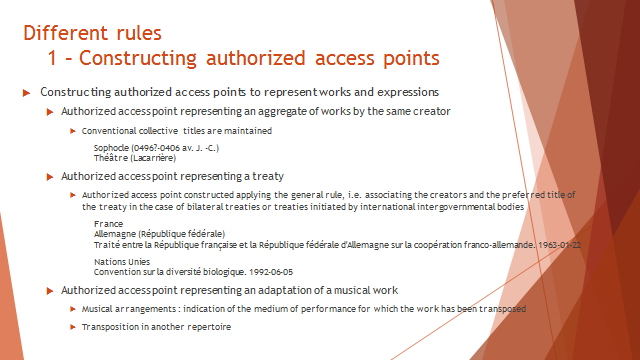 Different rules
1 – Constructing authorized access points
Constructing authorized access points to represent works and expressions
Authorized access point representing an aggregate of works by the same creator
Conventional collective titles are maintained
Sophocle (0496?-0406 av. J. -C.)
Théâtre (Lacarrière)
Authorized access point representing a treaty
Authorized access point constructed applying the general rule, i.e. associating the creators and the preferred title of
the treaty in the case of bilateral treaties or treaties initiated by international intergovernmental bodies
France
Allemagne (République fédérale)
Traité entre la République française et la République fédérale d'Allemagne sur la coopération franco-allemande. 1963-01-22
Nations Unies
Convention sur la diversité biologique. 1992-06-05
Authorized access point representing an adaptation of a musical work
Musical arrangements : indication of the medium of performance for which the work has been transposed
Transposition in another repertoire